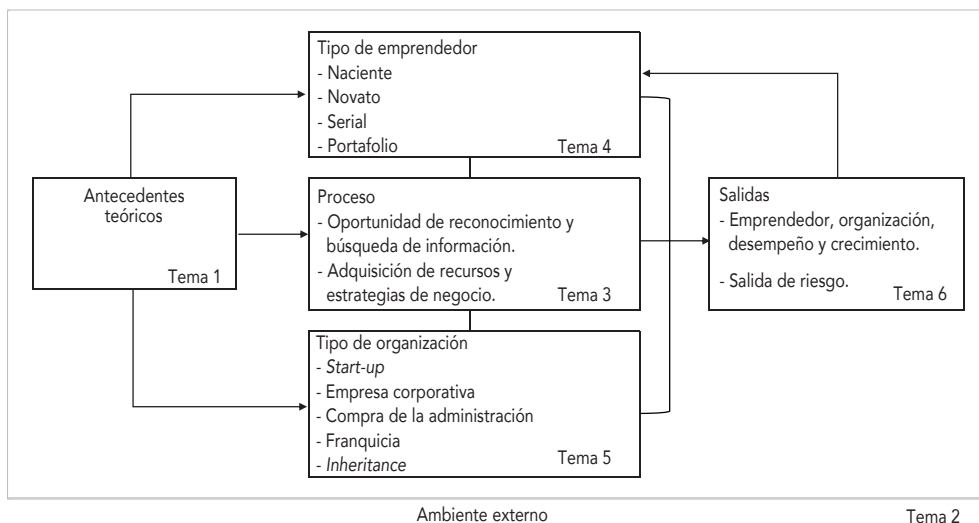 Tipo de emprendedor
- Naciente
- Novato
- Serial
- Portafolio
Tema 4
Antecedentes
teóricos
Tema 1
Proceso
- Oportunidad de reconocimiento y
búsqueda de información.
- Adquisición de recursos y
estrategias de negocio.
Tema 3
Salidas
- Emprendedor, organización,
desempeño y crecimiento.
- Salida de riesgo.
Tema 6
Tipo de organización
- Start-up
- Empresa corporativa
- Compra de la administración
- Franquicia
- Inheritance
Tema 5
Ambiente externo
Tema 2